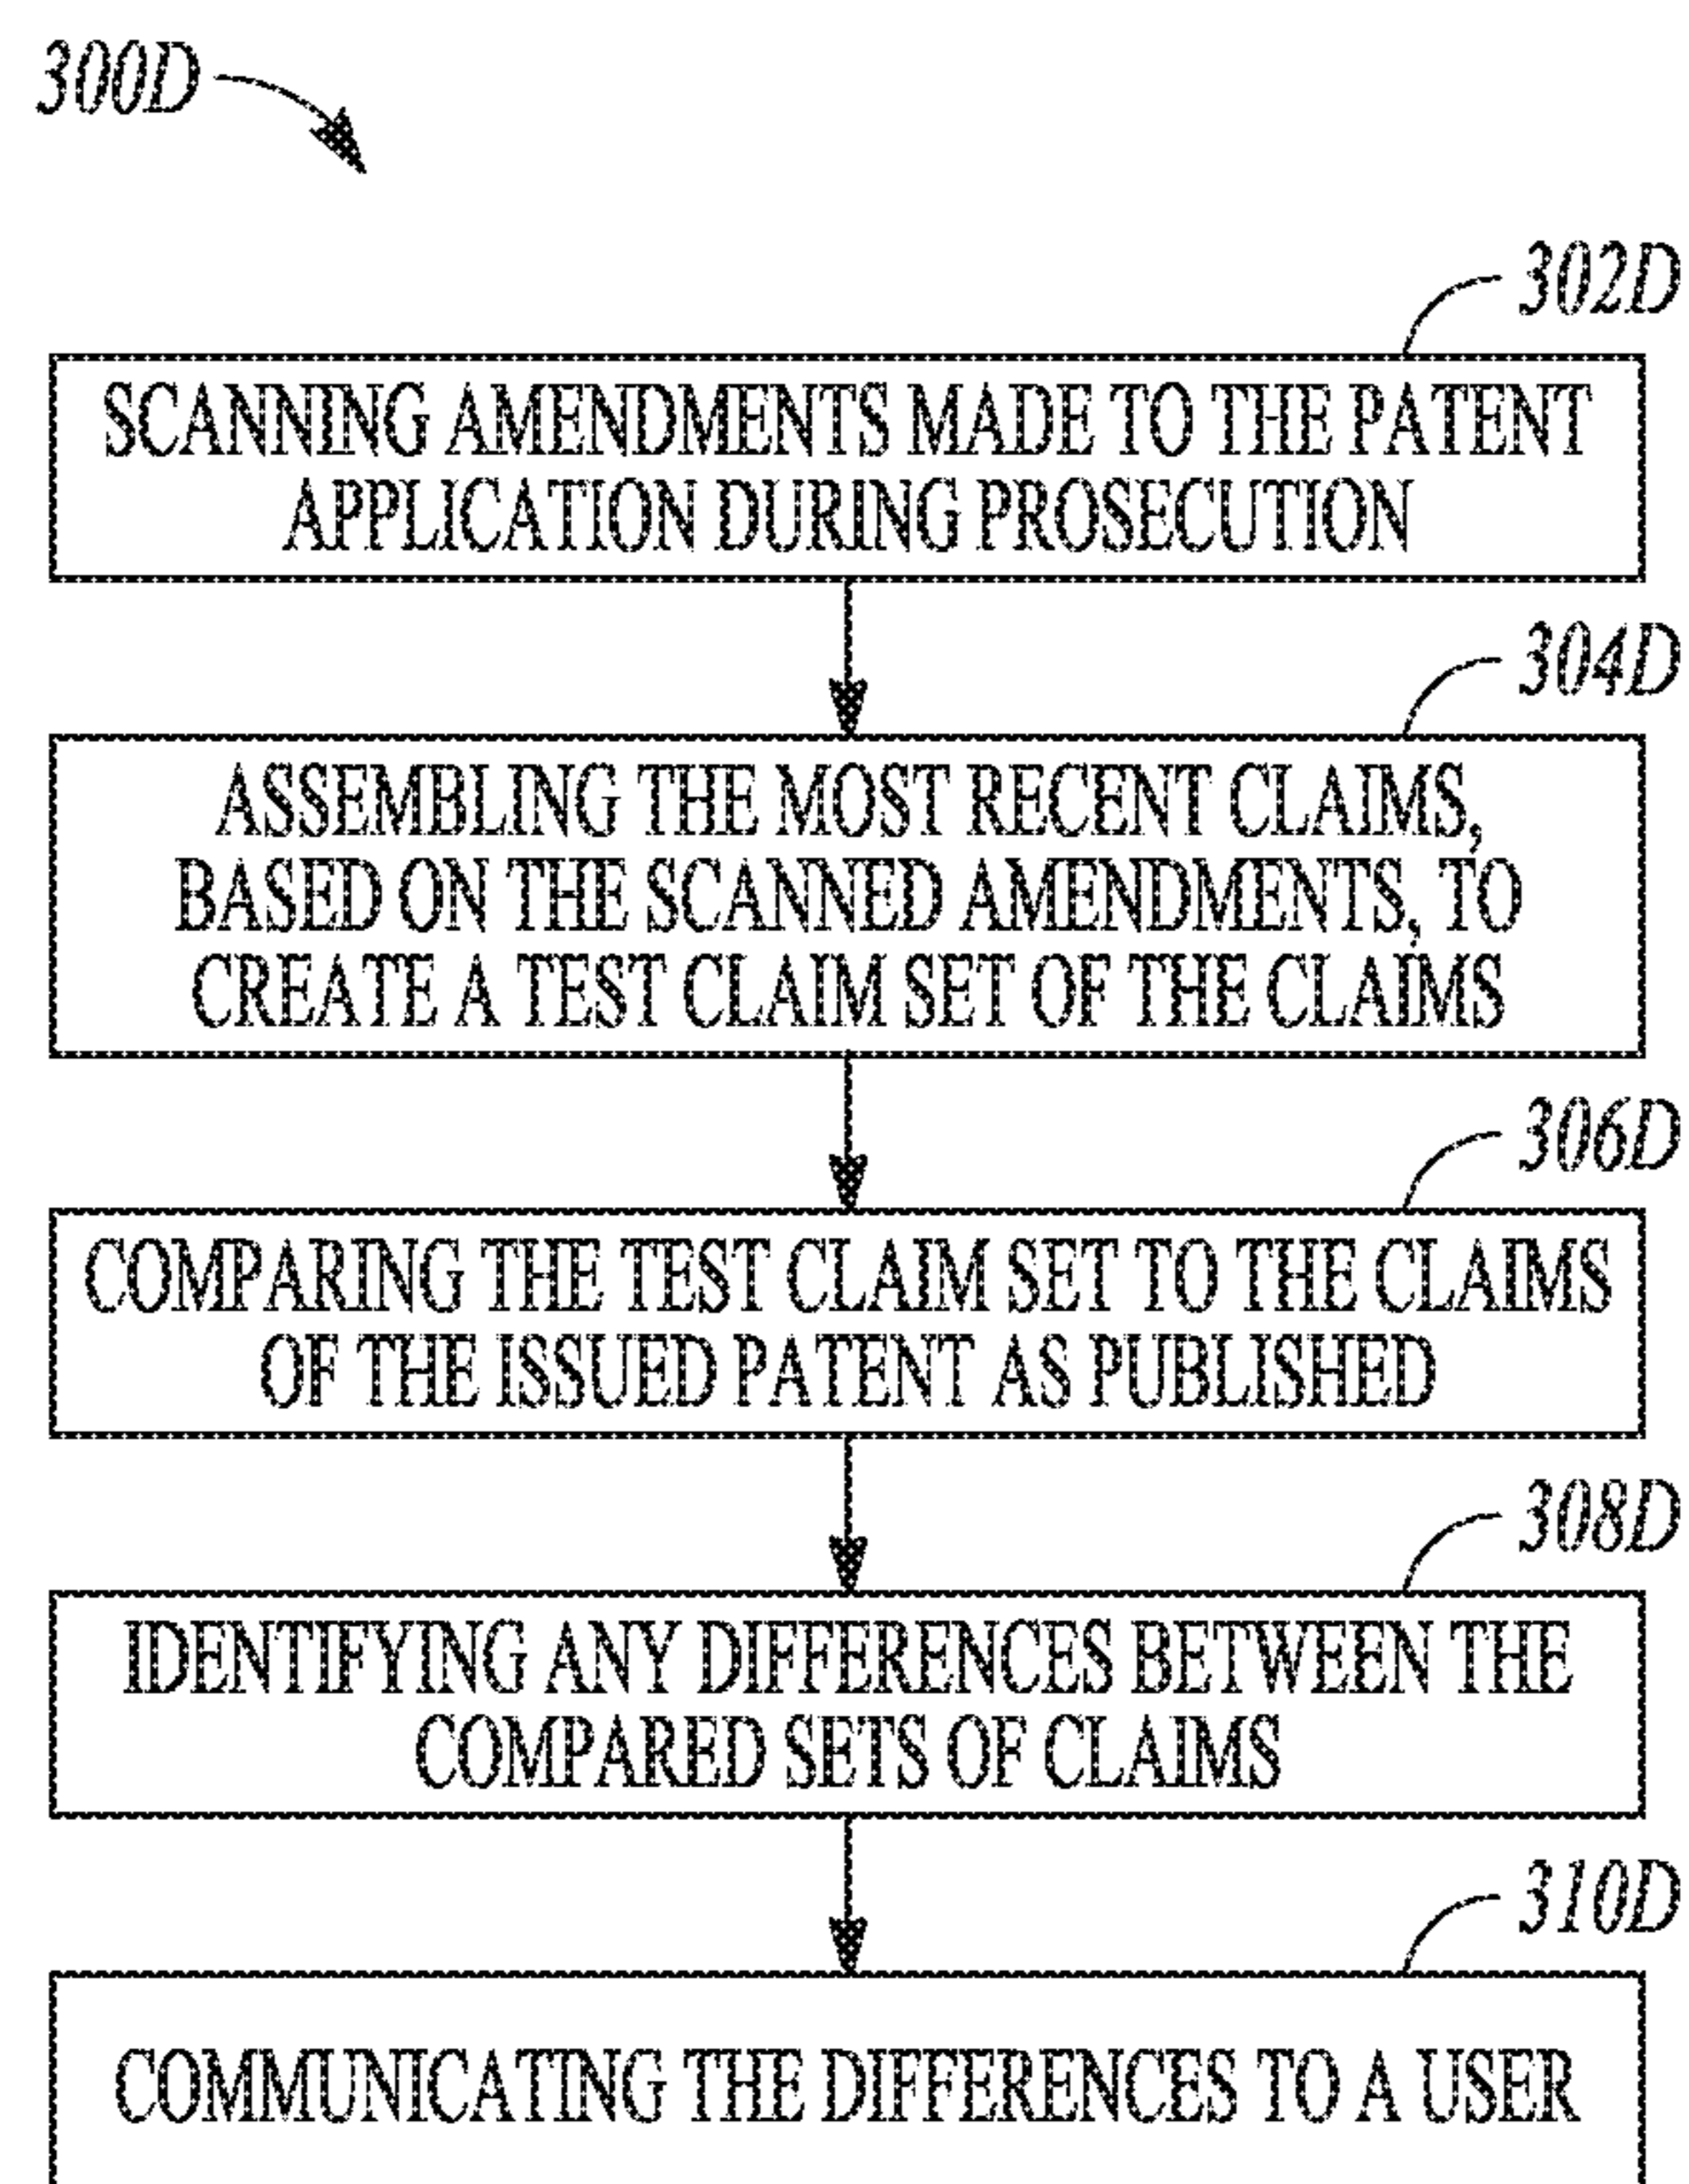 300D
302D
SCANNING AMENDMENTS MADE TO THE PATENT
APPLICATION DURING PROSECUTION
304D
ASSEMBLING THE MOST RECENT CLAIMS,
BASED ON THE SCANNED AMENDMENTS, TO
CREATE A TEST CLAIM SET OF THE CLAIMS
306D
COMPARING THE TEST CLAIM SET TO THE CLAIMS
OF THE ISSUED PATENT AS PUBLISHED
308D
IDENTIFYING ANY DIFFERENCES BETWEEN THE
COMPARED SETS OF CLAIMS
310D
COMMUNICATING THE DIFFERENCES TO A USER